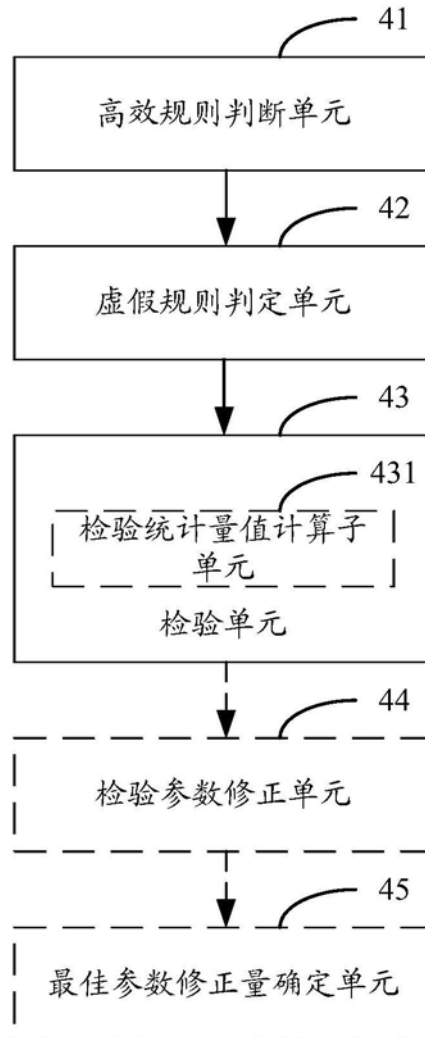 41
高效规则判断单元
42
虚假规则判定单元
43
431
检验统计量值计算子
单元
检验单元
44
检验参数修正单元
45
最佳参数修正量确定单元